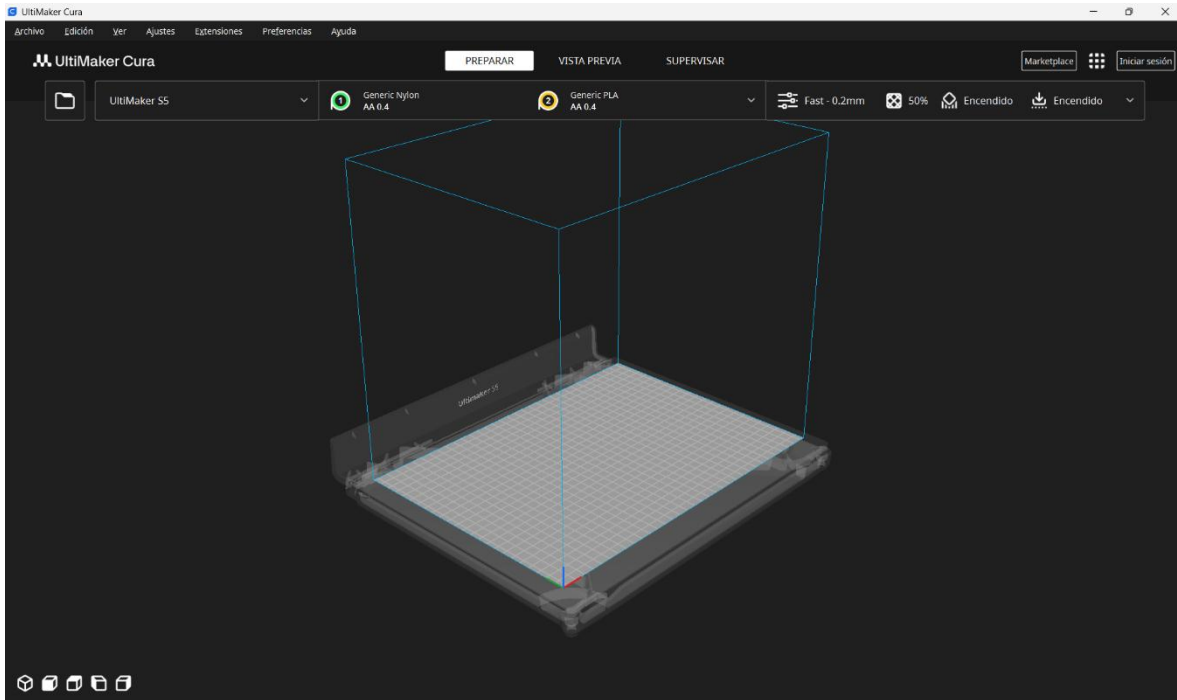 UltiMaker Cura
Archivo Edición Ver Ajustes Extensiones Preferencias Ayuda
UltiMaker Cura PREPARAR VISTA PREVIA SUPERVISAR Marketplace Iniciar sesión
UltiMaker S5 1 Generic Nylon AA 0.4 2 Generic PLA AA 0.4 Fast - 0.2mm 50% Encendido Encendido
Ultimaker S5